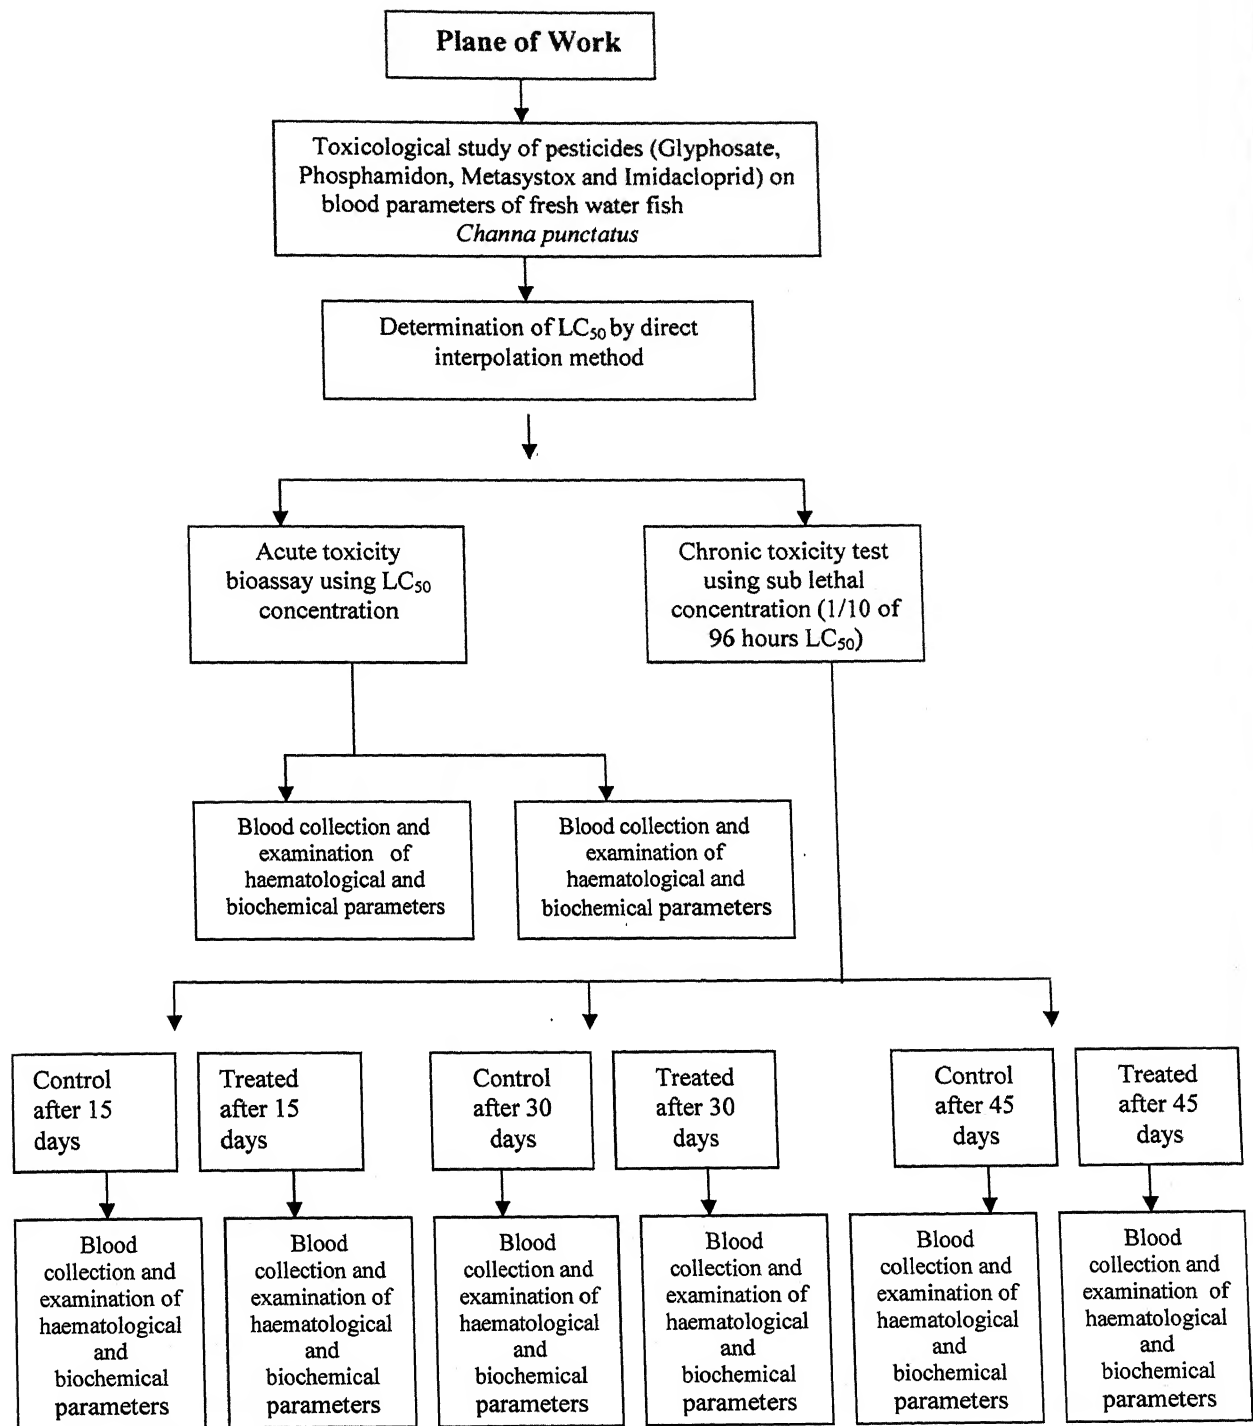 Plane of Work
Toxicological study of pesticides (Glyphosate,
Phosphamidon, Metasystox and Imidacloprid) on
blood parameters of fresh water fish
Channa punctatus
Determination of LC50 by direct
interpolation method
Acute toxicity
bioassay using LC50
concentration
Chronic toxicity test
using sub lethal
concentration (1/10 of
96 hours LC50)
Blood collection and
examination of
haematological and
biochemical parameters
Blood collection and
examination of
haematological and
biochemical parameters
Control
after 15
days
Treated
after 15
days
Control
after 30
days
Treated
after 30
days
Control
after 45
days
Treated
after 45
days
Blood
collection and
examination of
haematological
and
biochemical
parameters
Blood
collection and
examination of
haematological
and
biochemical
parameters
Blood
collection and
examination of
haematological
and
biochemical
parameters
Blood
collection and
examination of
haematological
and
biochemical
parameters
Blood
collection and
examination of
haematological
and
biochemical
parameters
Blood
collection and
examination of
haematological
and
biochemical
parameters